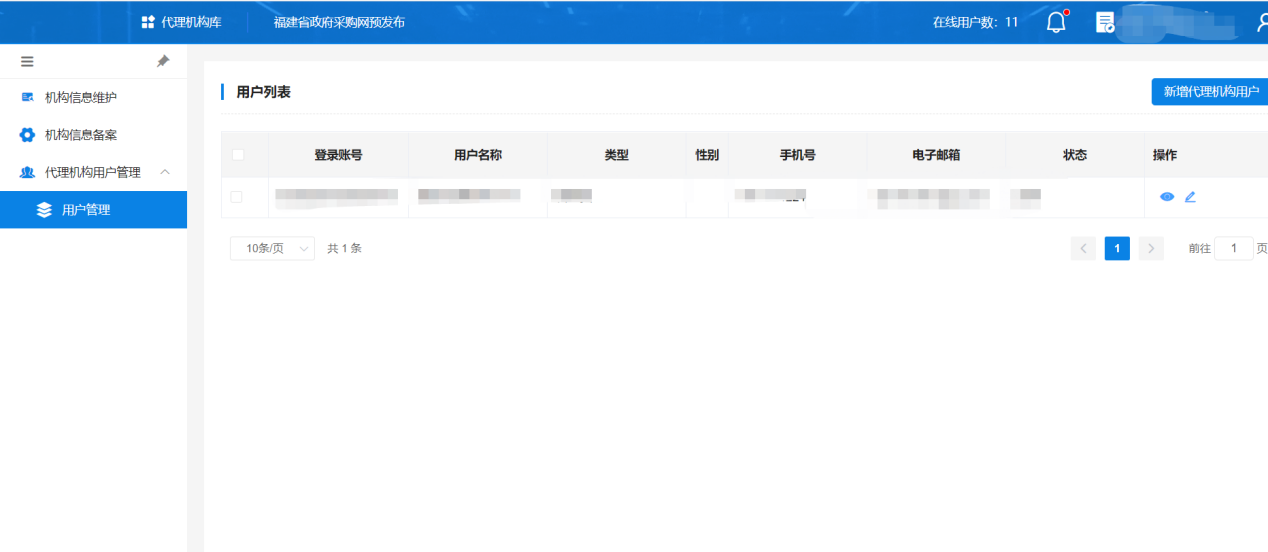 代理机构库 福建省政府采购网预发布 在线用户数：11
机构信息维护
机构信息备案
代理机构用户管理
用户管理
用户列表 新增代理机构用户
登录账号 用户名称 类型 性别 手机号 电子邮箱 状态 操作
10条/页 共 1 条 1 前往 1 页